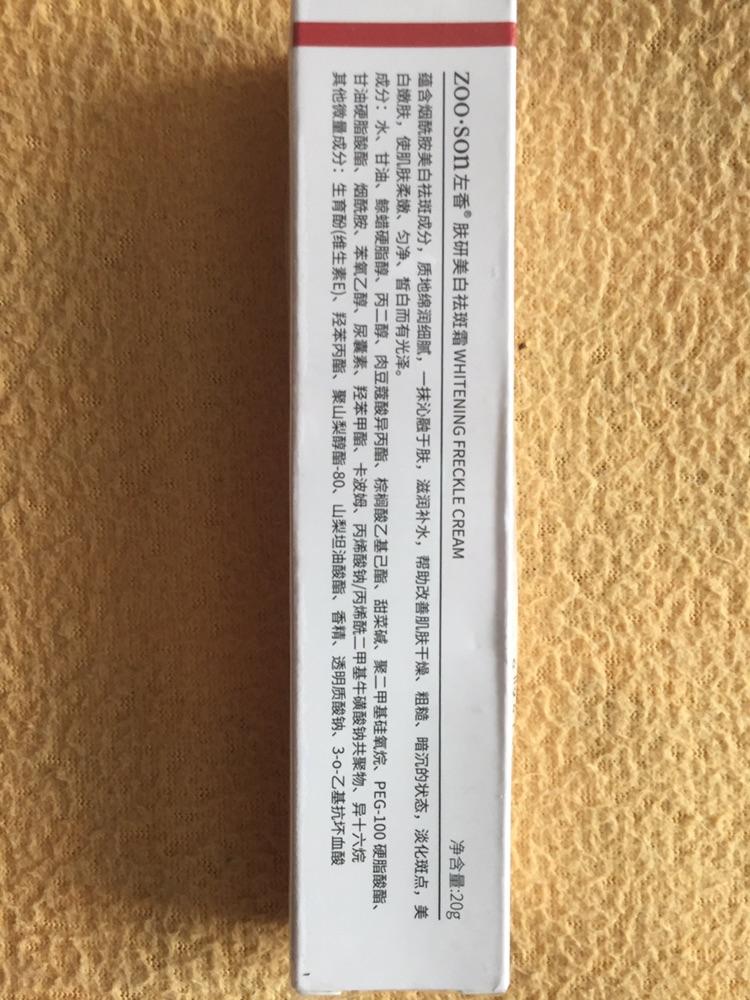 ZOO·SON 左香® 肤研美白祛斑霜 WHITENING FRECKLE CREAM 净含量:20g
蕴含烟酰胺美白祛斑成分，质地绵润细腻，一抹沁融于肤，滋润补水，帮助改善肌肤干燥、粗糙、暗沉的状态，淡化斑点，美
白嫩肤，使肌肤柔嫩、匀净、皙白而有光泽。
成分：水、甘油、鲸蜡硬脂醇、丙二醇、肉豆蔻酸异丙酯、棕榈酸乙基己酯、甜菜碱、聚二甲基硅氧烷、PEG-100 硬脂酸酯、
甘油硬脂酸酯、烟酰胺、苯氧乙醇、尿囊素、羟苯甲酯、卡波姆、丙烯酸钠/丙烯酰二甲基牛磺酸钠共聚物、异十六烷
其他微量成分：生育酚(维生素E)、羟苯丙酯、聚山梨醇酯-80、山梨坦油酸酯、香精、透明质酸钠、3-o-乙基抗坏血酸